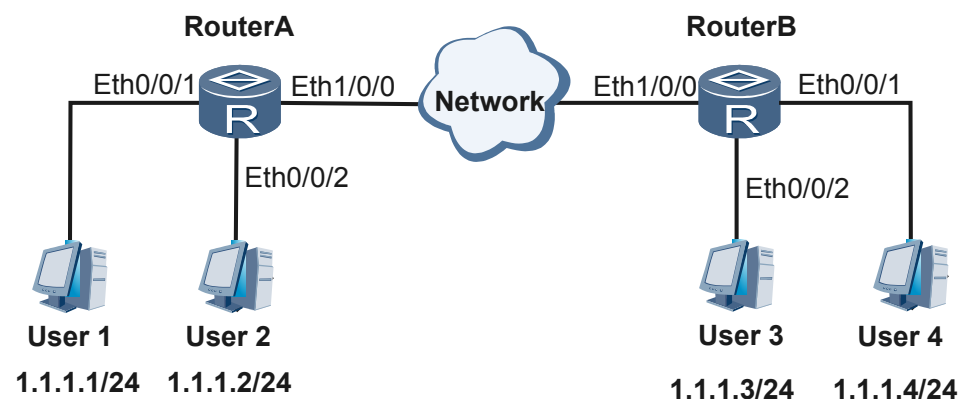 RouterA
RouterB
Eth0/0/1
Eth1/0/0
Network
Eth1/0/0
Eth0/0/1
R
R
Eth0/0/2
Eth0/0/2
User 1
User 2
User 3
User 4
1.1.1.1/24
1.1.1.2/24
1.1.1.3/24
1.1.1.4/24